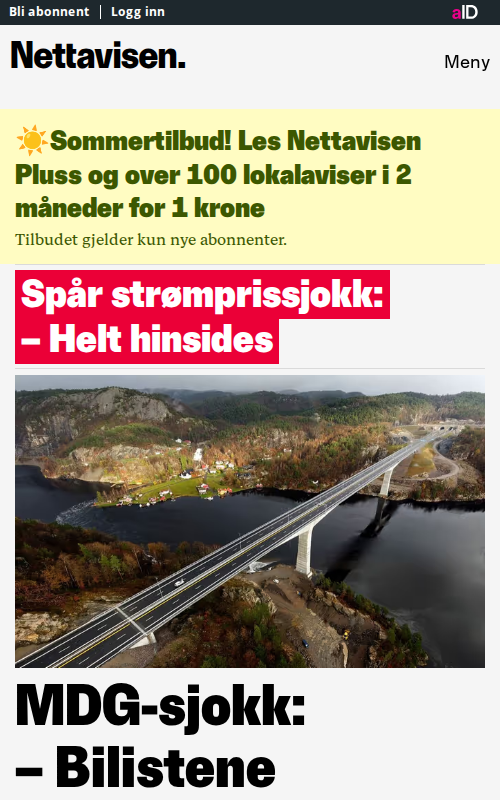 Bli abonnent | Logg inn aID
Nettavisen.
Meny
☀️Sommertilbud! Les Nettavisen
Pluss og over 100 lokalaviser i 2
måneder for 1 krone
Tilbudet gjelder kun nye abonnenter.
Spår strømprissjokk:
– Helt hinsides
MDG-sjokk:
– Bilistene